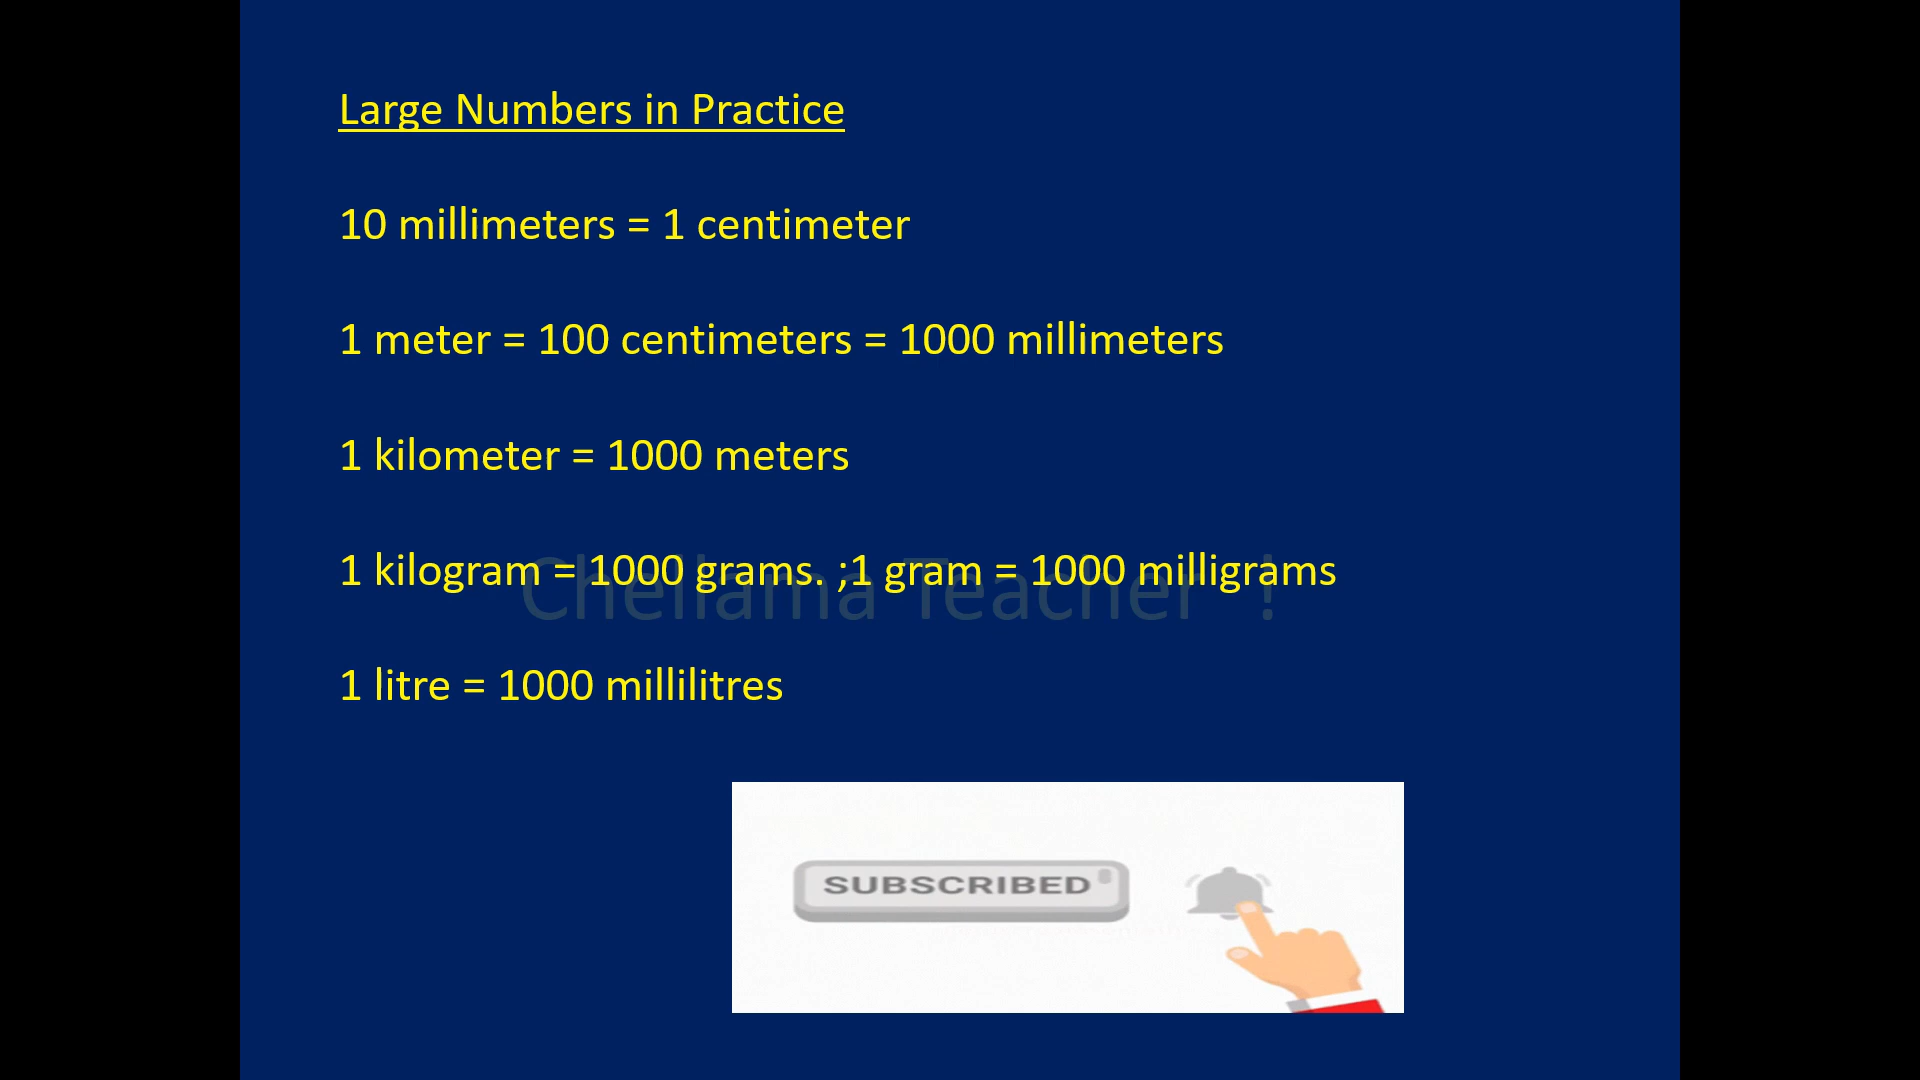 Large Numbers in Practice
10 millimeters = 1 centimeter
1 meter = 100 centimeters = 1000 millimeters
1 kilometer = 1000 meters
1 kilogram = 1000 grams. ;1 gram = 1000 milligrams
Chellama Teacher !
1 litre = 1000 millilitres
SUBSCRIBED